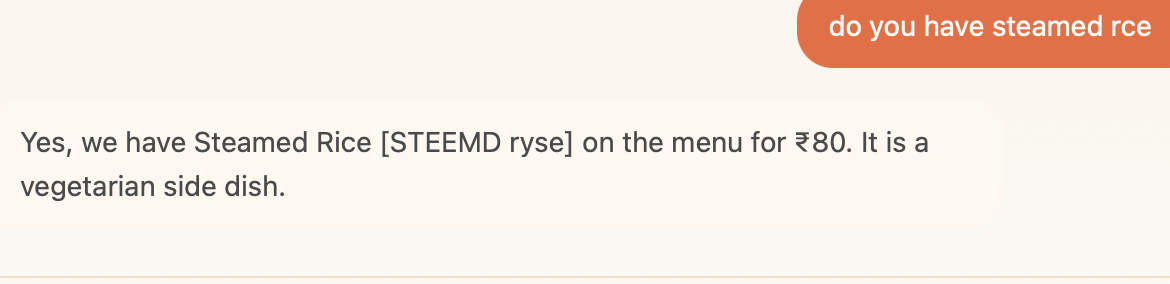 do you have steamed rce
Yes, we have Steamed Rice [STEEMD ryse] on the menu for ₹80. It is a
vegetarian side dish.